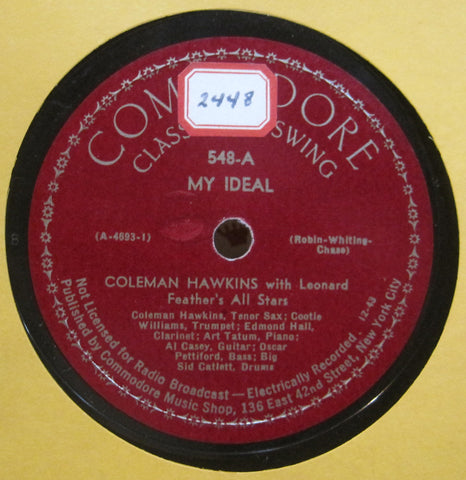 COM ODORE
CLASS SWING
2448
548-A
MY IDEAL
(A-4693-1)
(Robin-Whiting-
Chase)
COLEMAN HAWKINS with Leonard
Feather's All Stars
Coleman Hawkins, Tenor Sax; Cootie
Williams, Trumpet; Edmond Hall,
Clarinet; Art Tatum, Piano;
Al Casey, Guitar; Oscar
Pettiford, Bass; Big
Sid Catlett, Drums
12-43
Not Licensed for Radio Broadcast — Electrically Recorded.
Published by Commodore Music Shop, 136 East 42nd Street, New York City